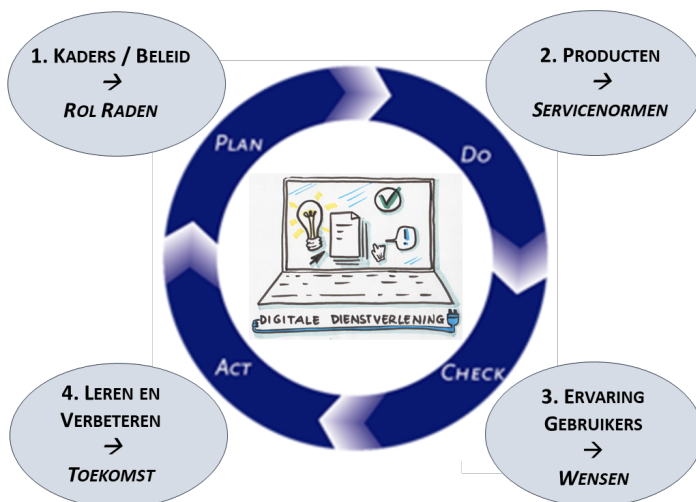 1. KADERS / BELEID
→
ROL RADEN
2. PRODUCTEN
→
SERVICENORMEN
PLAN
DO
DIGITALE DIENSTVERLENING
ACT
CHECK
4. LEREN EN
VERBETEREN
→
TOEKOMST
3. ERVARING
GEBRUIKERS
→
WENSEN